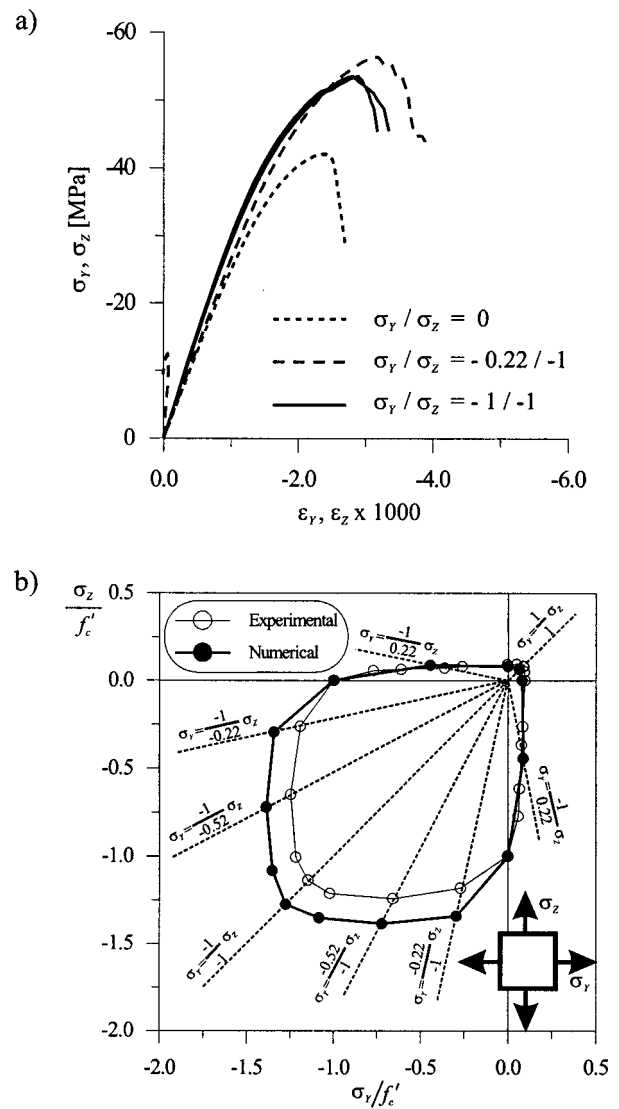 a)
-60
-40
-20
0
σY, σZ [MPa]
σY / σZ = 0
σY / σZ = - 0.22 / -1
σY / σZ = - 1 / -1
0.0 -2.0 -4.0 -6.0
εY, εZ x 1000
b)
σZ / f'c
0.5
0.0
-0.5
-1.0
-1.5
-2.0
Experimental
Numerical
σY= -1/0.22 σZ
σY= 1/1 σZ
σY= -1/-0.22 σZ
σY= -1/-0.52 σZ
σY= -1/-1 σZ
σY= -0.52/-1 σZ
σY= -0.22/-1 σZ
σY= -1/0.22 σZ
σZ
σY
-2.0 -1.5 -1.0 -0.5 0.0 0.5
σY/f'c